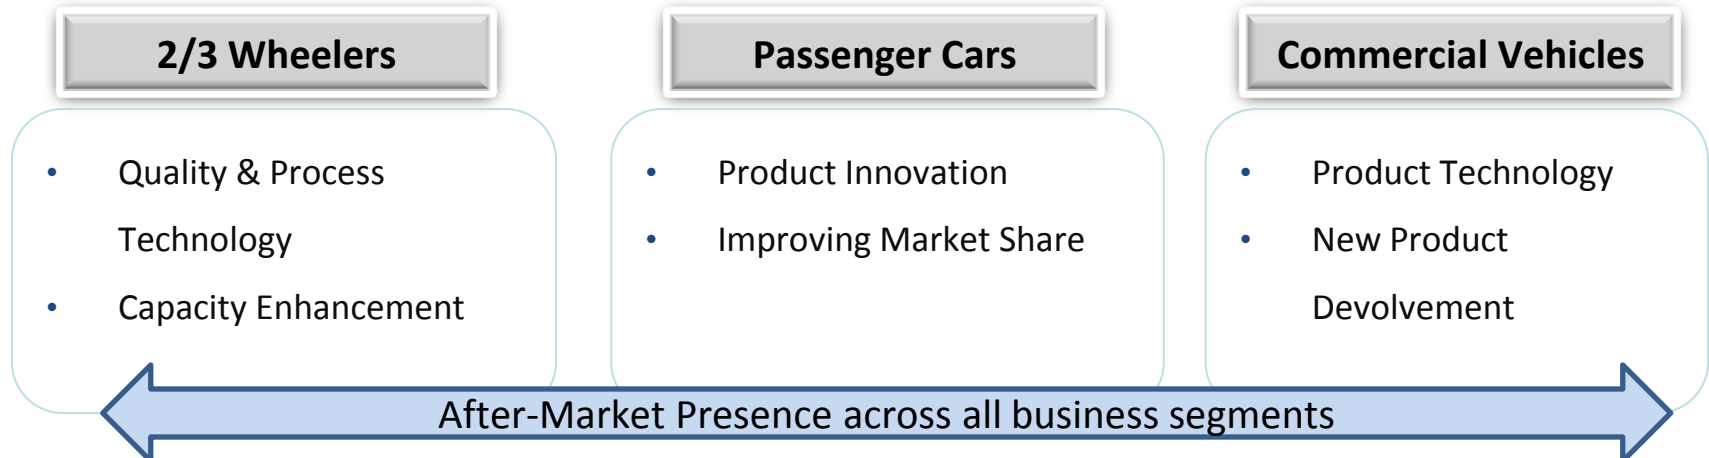 2/3 Wheelers
• Quality & Process
Technology
• Capacity Enhancement
Passenger Cars
• Product Innovation
• Improving Market Share
Commercial Vehicles
• Product Technology
• New Product
Devolvement
After-Market Presence across all business segments